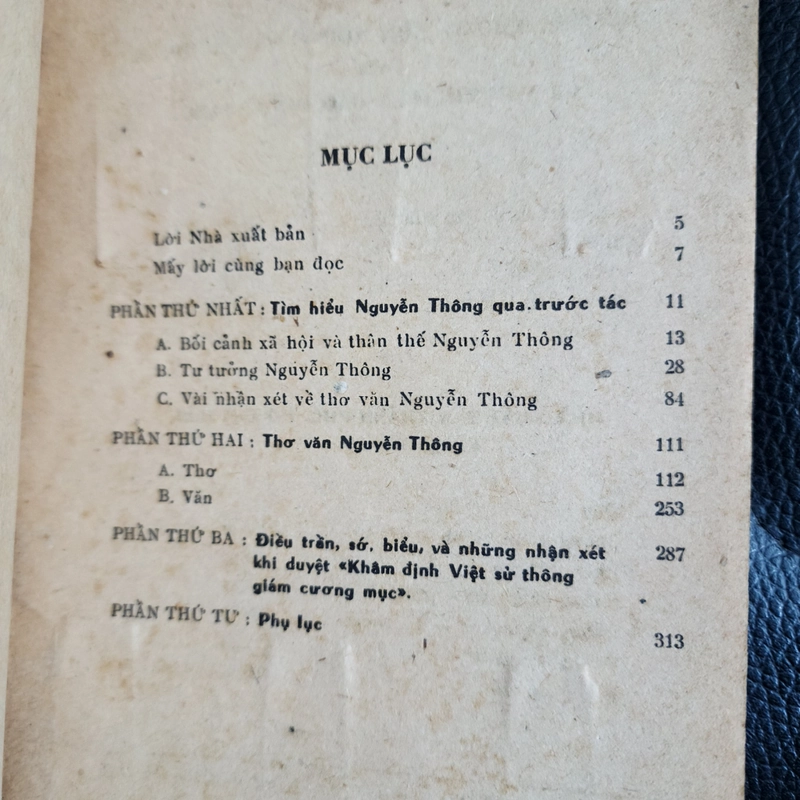 MỤC LỤC
Lời Nhà xuất bản 5
Mấy lời cùng bạn đọc 7
PHẦN THỨ NHẤT : Tìm hiểu Nguyễn Thông qua trước tác 11
A. Bối cảnh xã hội và thân thế Nguyễn Thông 13
B. Tư tưởng Nguyễn Thông 28
C. Vài nhận xét về thơ văn Nguyễn Thông 84
PHẦN THỨ HAI : Thơ văn Nguyễn Thông 111
A. Thơ 112
B. Văn 253
PHẦN THỨ BA : Điều trần, sớ, biểu, và những nhận xét 287
khi duyệt «Khâm định Việt sử thông
giám cương mục».
PHẦN THỨ TƯ : Phụ lục 313